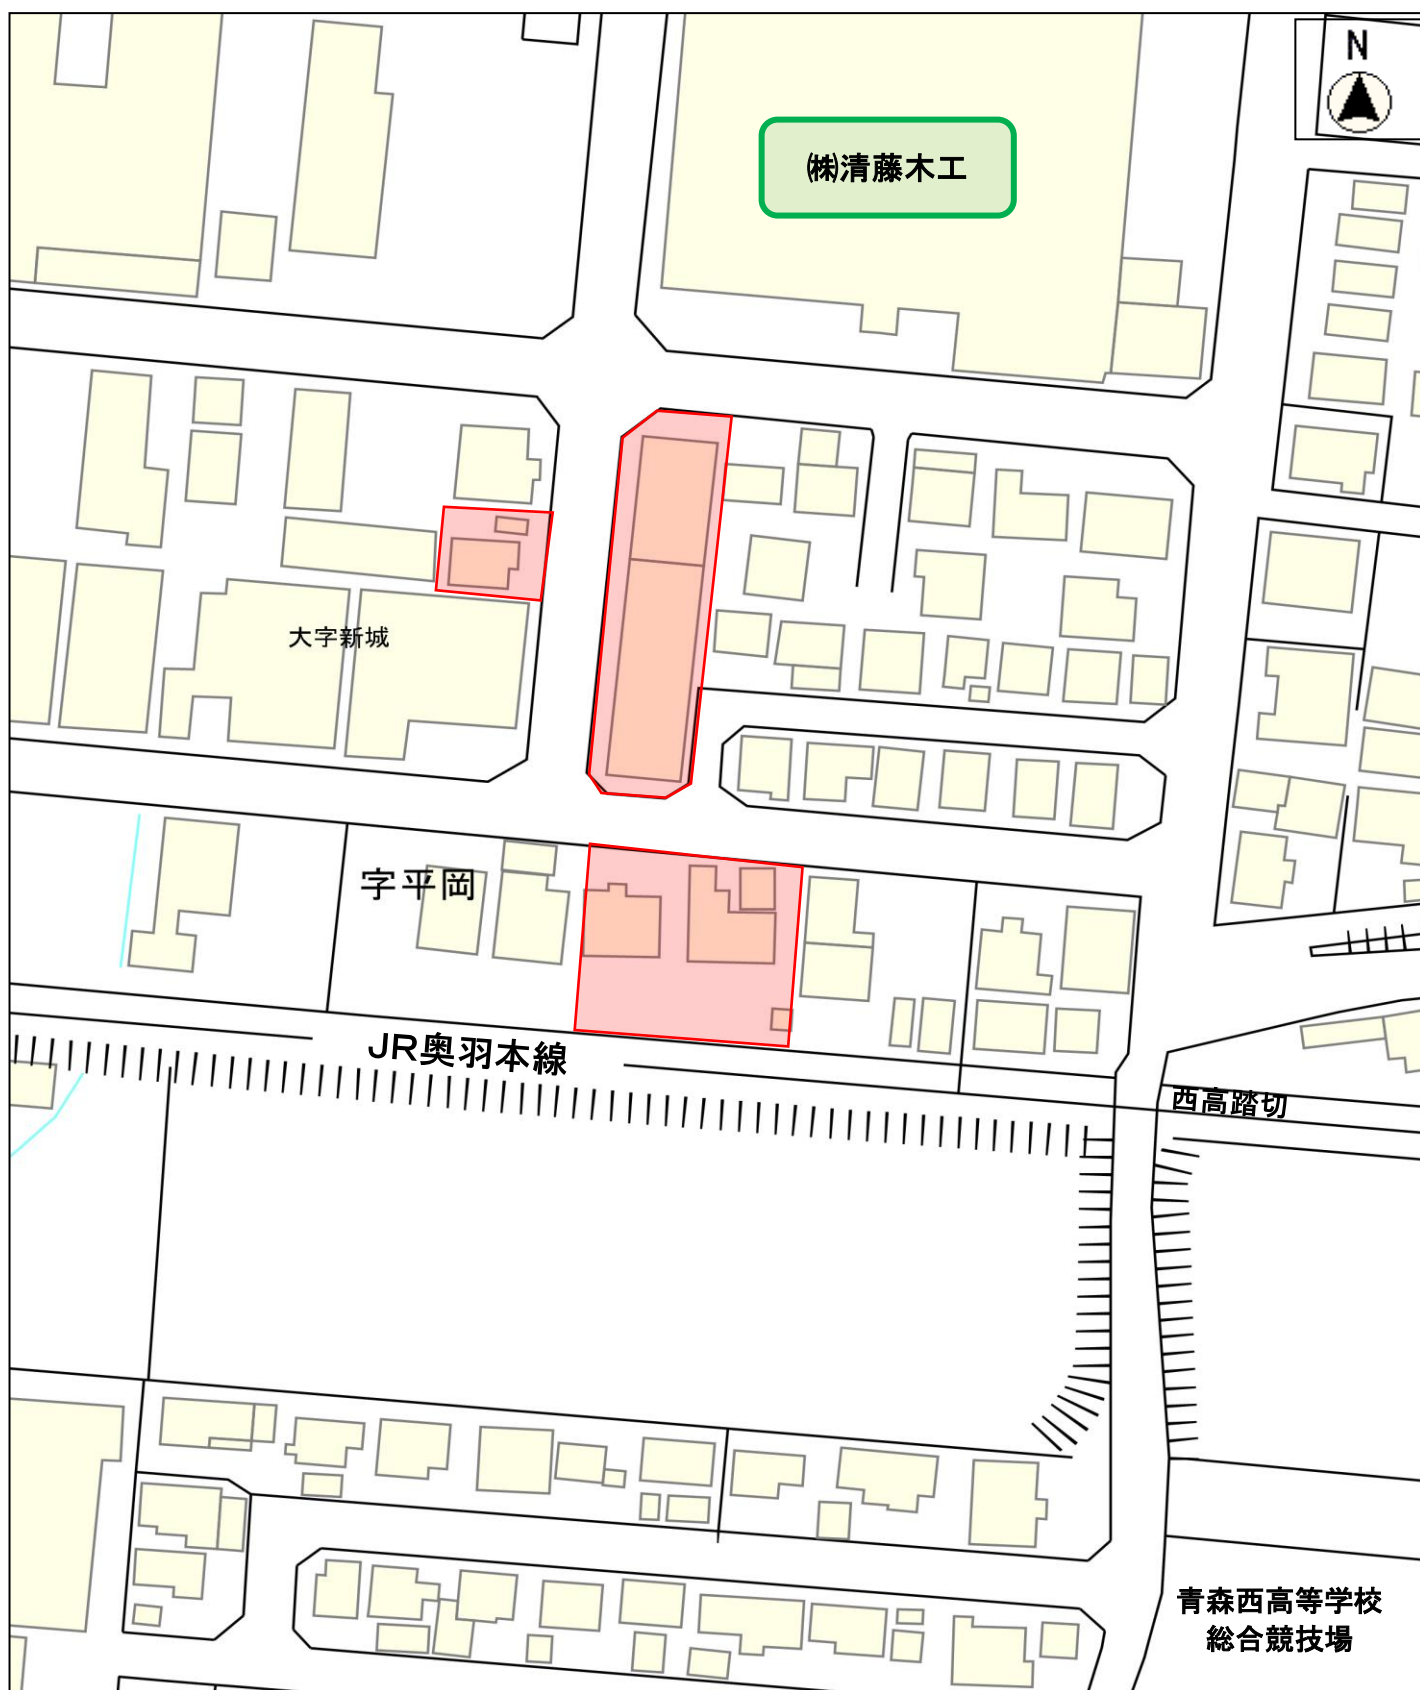 N
㈱清藤木工
大字新城
字平岡
JR奥羽本線
西高踏切
青森西高等学校
総合競技場